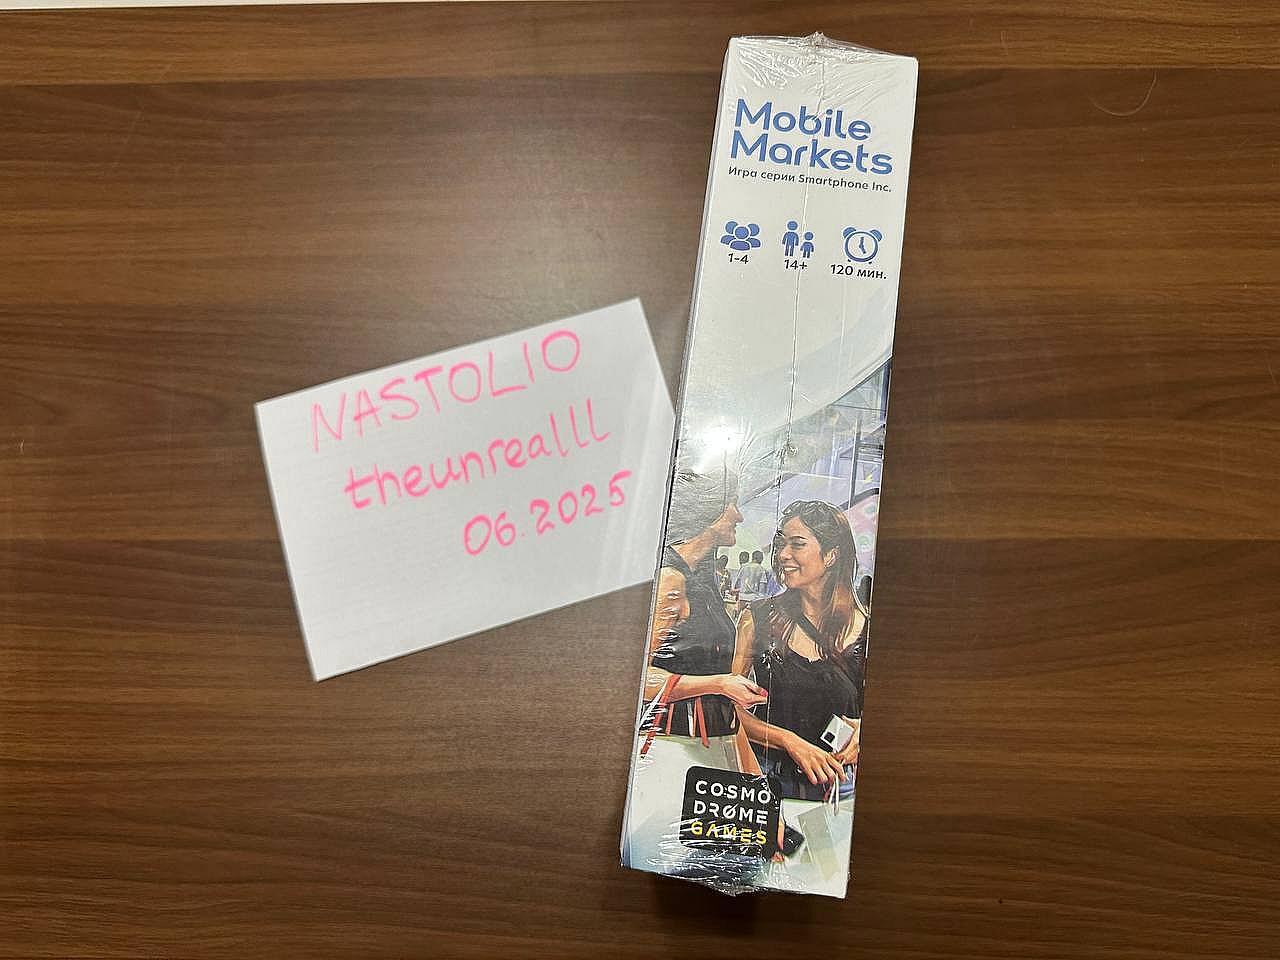 NASTOLIO
theunrealll
06.2025
Mobile
Markets
Игра серии Smartphone Inc.
1-4
14+
120 мин.
COSMO
DROME
GAMES